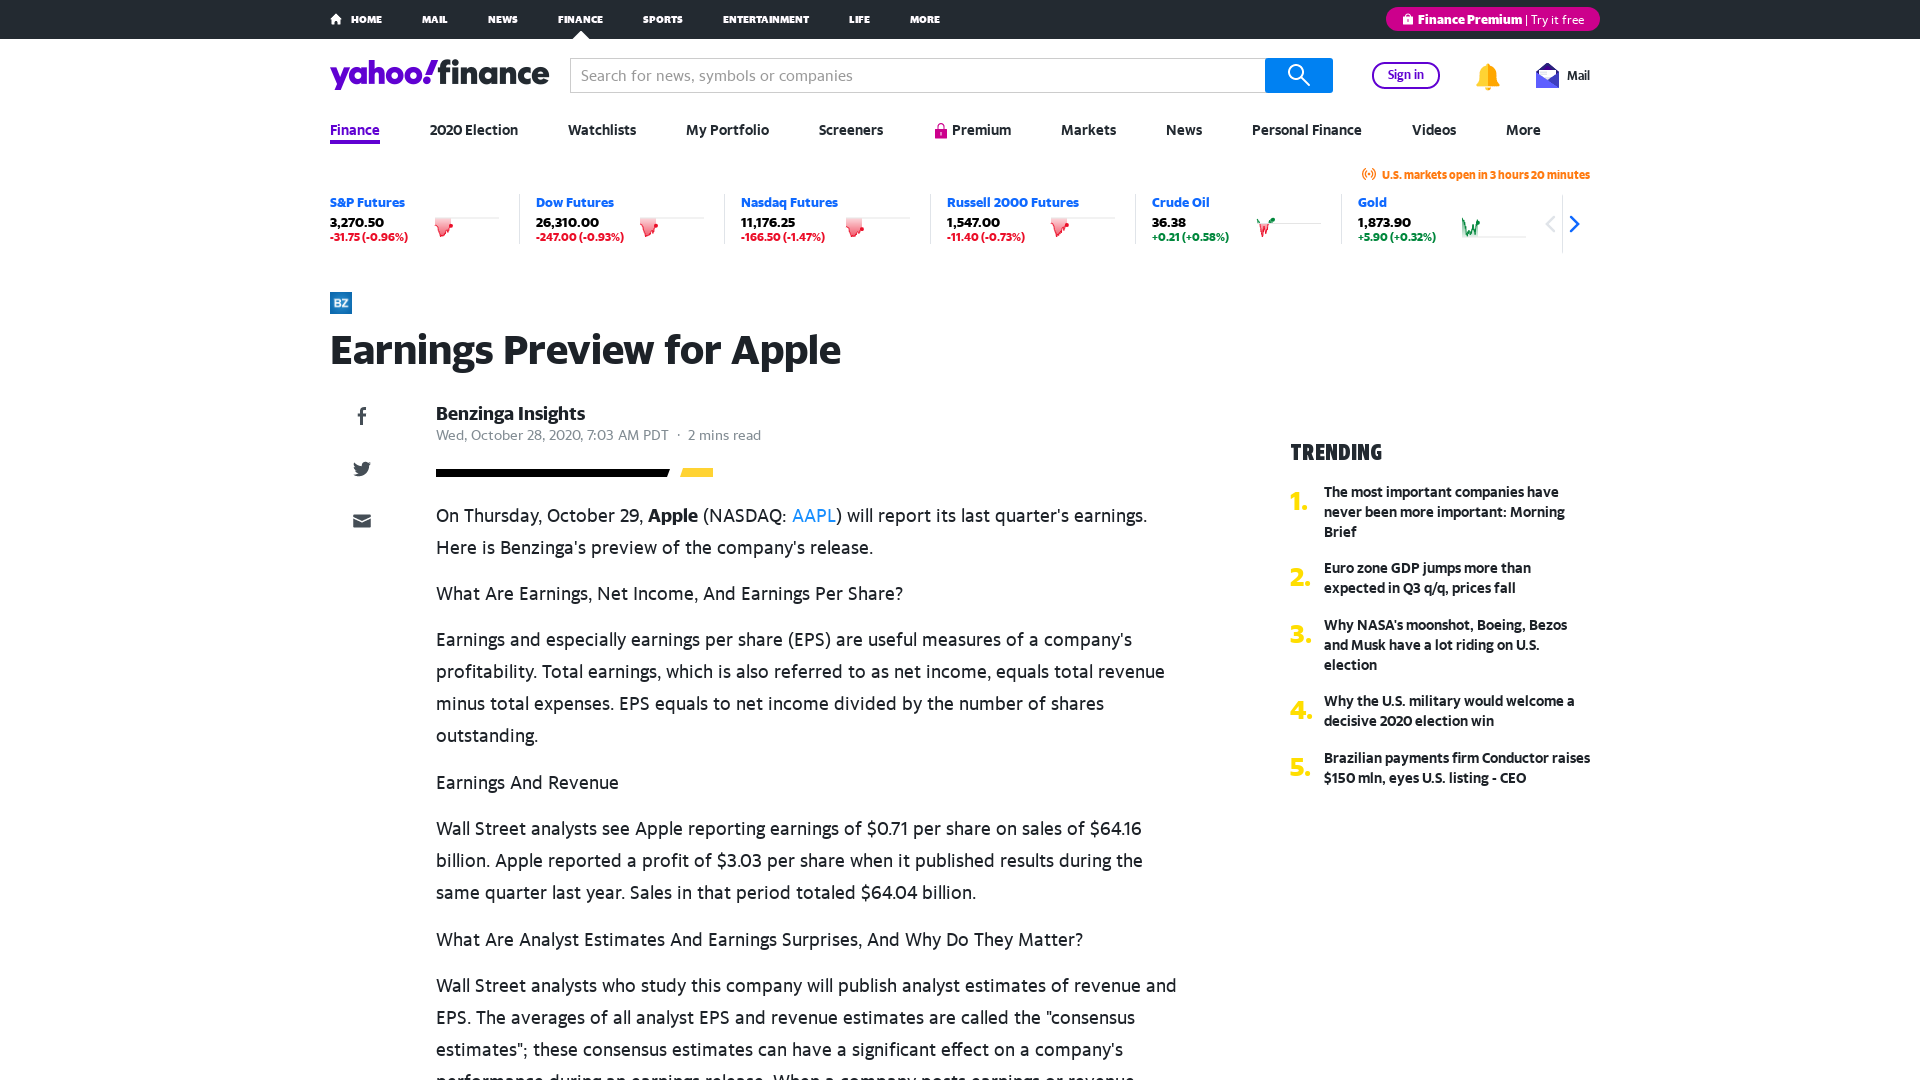 HOME MAIL NEWS FINANCE SPORTS ENTERTAINMENT LIFE MORE
Finance Premium | Try it free
yahoo!finance
Search for news, symbols or companies
Sign in
Mail
Finance 2020 Election Watchlists My Portfolio Screeners Premium Markets News Personal Finance Videos More
U.S. markets open in 3 hours 20 minutes
S&P Futures
3,270.50
-31.75 (-0.96%)
Dow Futures
26,310.00
-247.00 (-0.93%)
Nasdaq Futures
11,176.25
-166.50 (-1.47%)
Russell 2000 Futures
1,547.00
-11.40 (-0.73%)
Crude Oil
36.38
+0.21 (+0.58%)
Gold
1,873.90
+5.90 (+0.32%)
BZ
Earnings Preview for Apple
Benzinga Insights
Wed, October 28, 2020, 7:03 AM PDT · 2 mins read
On Thursday, October 29, Apple (NASDAQ: AAPL) will report its last quarter's earnings.
Here is Benzinga's preview of the company's release.
What Are Earnings, Net Income, And Earnings Per Share?
Earnings and especially earnings per share (EPS) are useful measures of a company's
profitability. Total earnings, which is also referred to as net income, equals total revenue
minus total expenses. EPS equals to net income divided by the number of shares
outstanding.
Earnings And Revenue
Wall Street analysts see Apple reporting earnings of $0.71 per share on sales of $64.16
billion. Apple reported a profit of $3.03 per share when it published results during the
same quarter last year. Sales in that period totaled $64.04 billion.
What Are Analyst Estimates And Earnings Surprises, And Why Do They Matter?
Wall Street analysts who study this company will publish analyst estimates of revenue and
EPS. The averages of all analyst EPS and revenue estimates are called the "consensus
estimates"; these consensus estimates can have a significant effect on a company's
performance during an earnings release. When a company posts earnings or revenue
TRENDING
1. The most important companies have
never been more important: Morning
Brief
2. Euro zone GDP jumps more than
expected in Q3 q/q, prices fall
3. Why NASA's moonshot, Boeing, Bezos
and Musk have a lot riding on U.S.
election
4. Why the U.S. military would welcome a
decisive 2020 election win
5. Brazilian payments firm Conductor raises
$150 mln, eyes U.S. listing - CEO